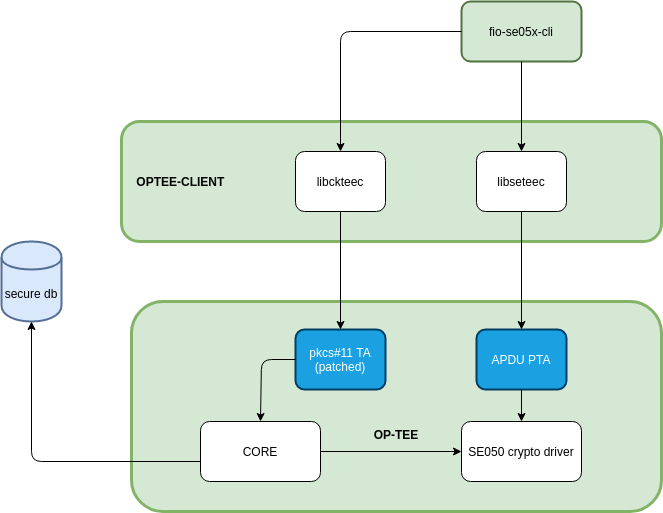 fio-se05x-cli
OPTEE-CLIENT
libckteec
libseteec
secure db
pkcs#11 TA
(patched)
APDU PTA
OP-TEE
CORE
SE050 crypto driver